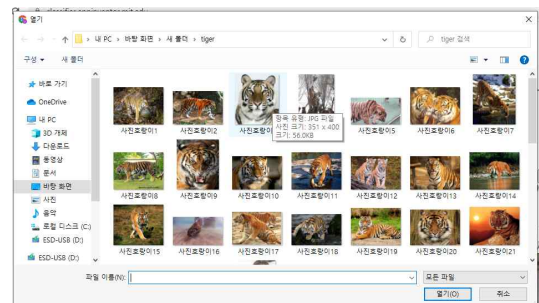 열기
내 PC > 바탕 화면 > 새 폴더 > tiger
tiger 검색
구성
새 폴더
바로 가기
OneDrive
내 PC
3D 개체
다운로드
동영상
문서
바탕 화면
사진
음악
로컬 디스크 (C:)
ESD-USB (D:)
ESD-USB (D:)
사진호랑이1
사진호랑이2
사진호랑이
항목 유형: JPG 파일
사진 크기: 351 x 400
크기: 56.0KB
사진호랑이5
사진호랑이6
사진호랑이7
사진호랑이8
사진호랑이9
사진호랑이10
사진호랑이11
사진호랑이12
사진호랑이13
사진호랑이14
사진호랑이15
사진호랑이16
사진호랑이17
사진호랑이18
사진호랑이19
사진호랑이20
사진호랑이21
파일 이름(N):
모든 파일
열기(O)
취소